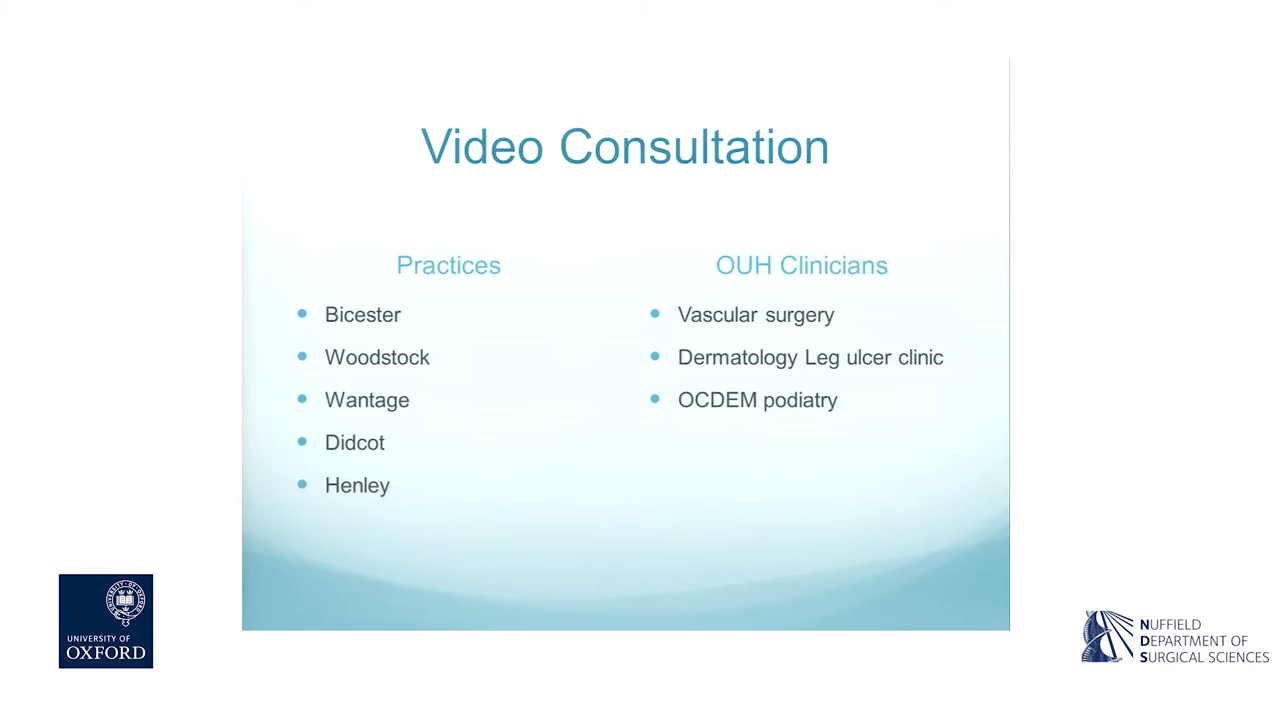 Video Consultation
Practices
Bicester
Woodstock
Wantage
Didcot
Henley
OUH Clinicians
Vascular surgery
Dermatology Leg ulcer clinic
OCDEM podiatry
UNIVERSITY OF
OXFORD
NUFFIELD
DEPARTMENT OF
SURGICAL SCIENCES